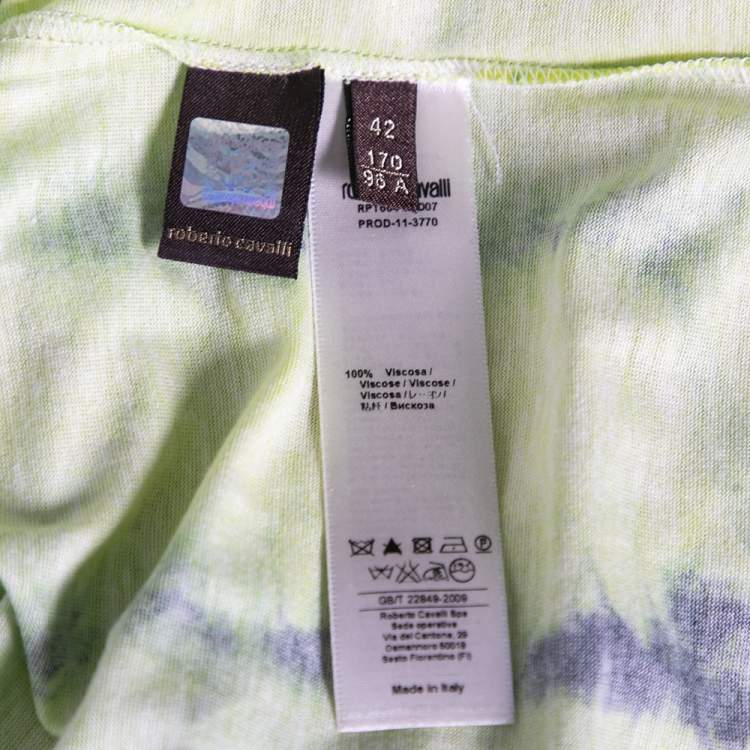 roberto cavalli
42
170
96 A
PROD-11-3770
100% Viscosa /
Viscose / Viscose /
Viscosa / レーヨン /
粘纤 / Вискоза
GB/T 22849-2009
Roberto Cavalli Spa
Sede operativa
Via del Cantone, 29
Osmannoro 50019
Sesto Fiorentino (FI)
Made in Italy